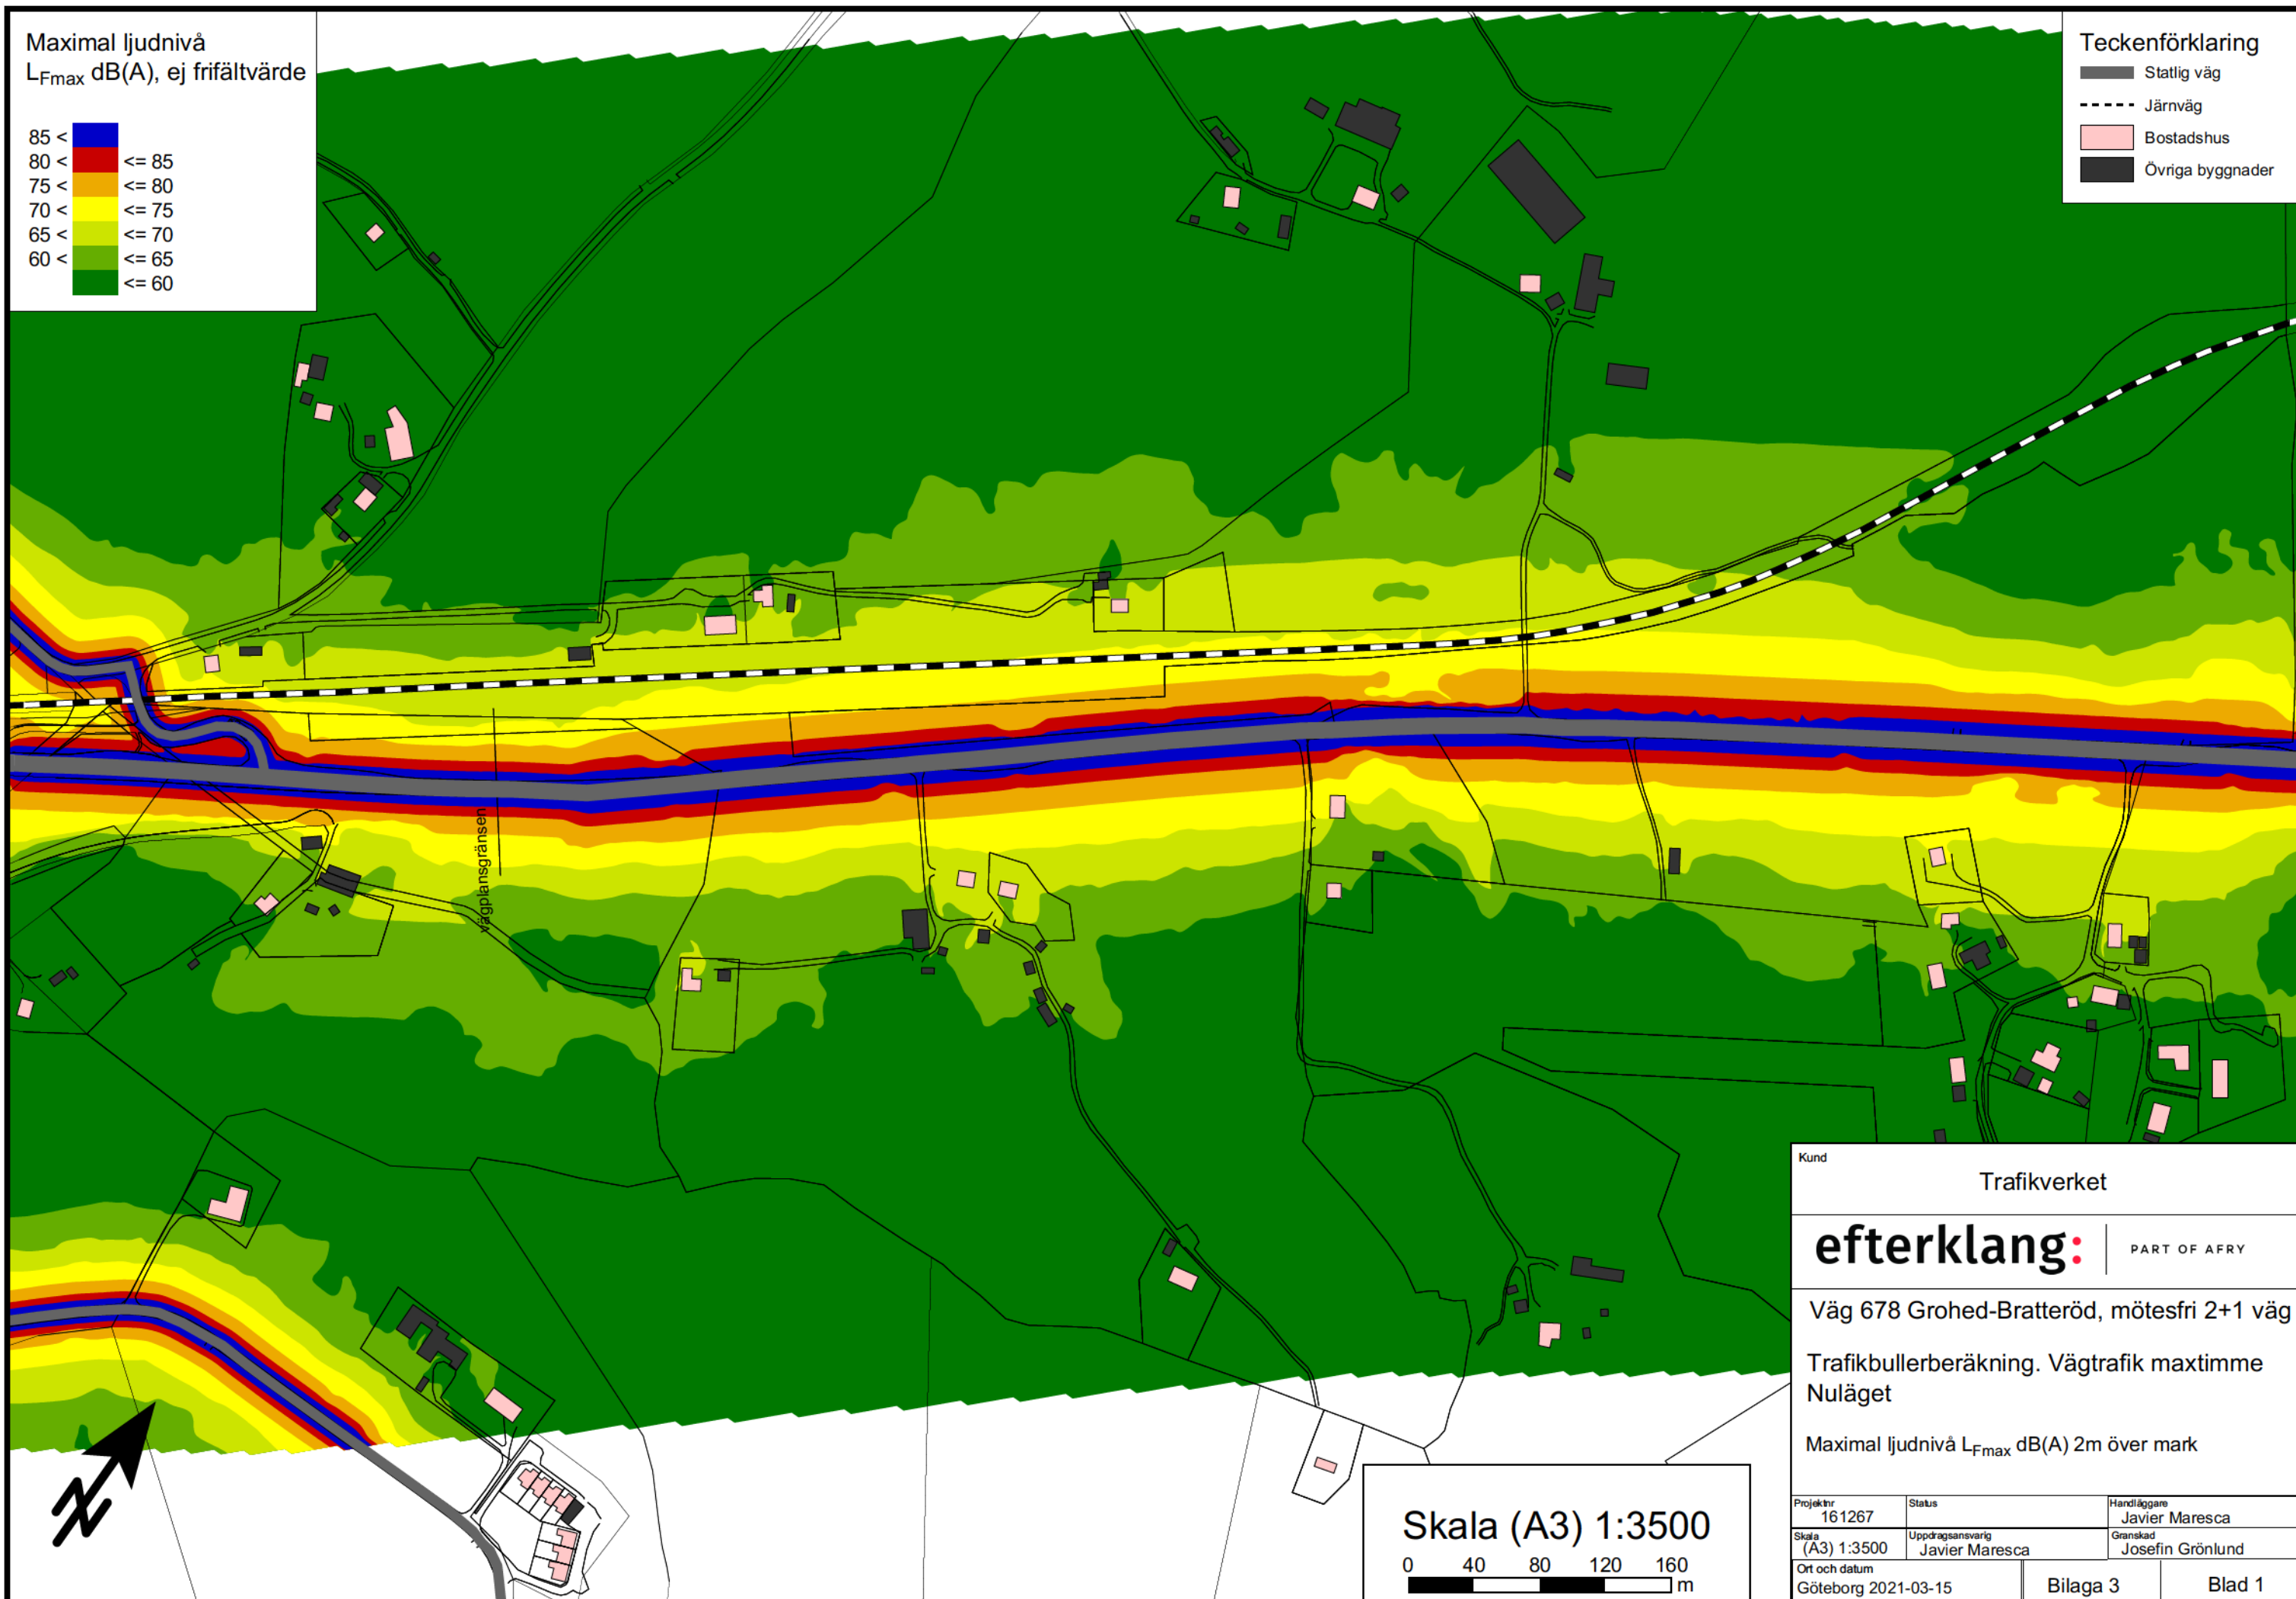 Maximal ljudnivå
LFmax dB(A), ej frifältvärde
85 <
80 < <= 85
75 < <= 80
70 < <= 75
65 < <= 70
60 < <= 65
<= 60
Teckenförklaring
Statlig väg
Järnväg
Bostadshus
Övriga byggnader
vägplansgränsen
N
Skala (A3) 1:3500
0 40 80 120 160
m
Kund
Trafikverket
efterklang: PART OF AFRY
Väg 678 Grohed-Bratteröd, mötesfri 2+1 väg
Trafikbullerberäkning. Vägtrafik maxtimme
Nuläget
Maximal ljudnivå LFmax dB(A) 2m över mark
Projektnr Status Handläggare
161267 Javier Maresca
Skala Uppdragsansvarig Granskad
(A3) 1:3500 Javier Maresca Josefin Grönlund
Ort och datum
Göteborg 2021-03-15 Bilaga 3 Blad 1